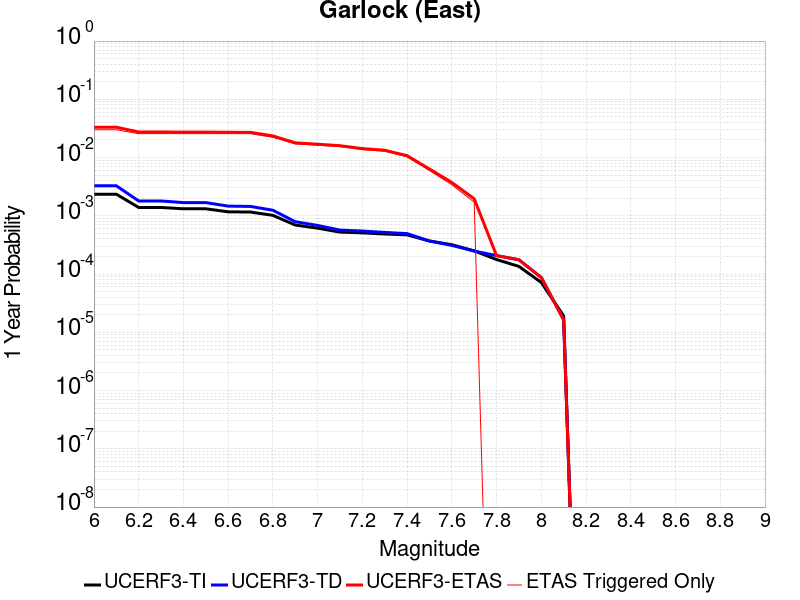 Garlock (East)
10^0
10^-1
10^-2
10^-3
10^-4
10^-5
10^-6
10^-7
10^-8
1 Year Probability
6 6.2 6.4 6.6 6.8 7 7.2 7.4 7.6 7.8 8 8.2 8.4 8.6 8.8 9
Magnitude
UCERF3-TI UCERF3-TD UCERF3-ETAS ETAS Triggered Only